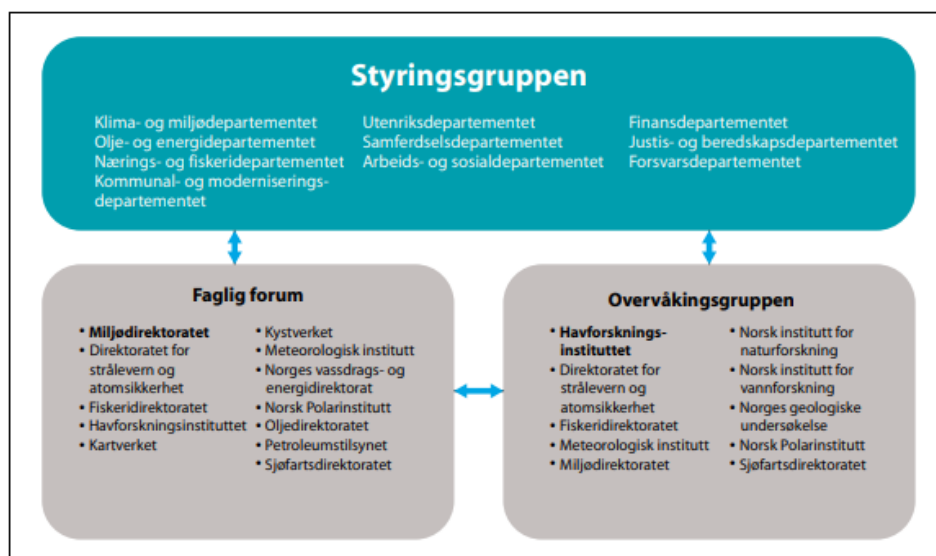 Styringsgruppen
Klima- og miljødepartementet
Olje- og energidepartementet
Nærings- og fiskeridepartementet
Kommunal- og moderniserings-
departementet
Utenriksdepartementet
Samferdselsdepartementet
Arbeids- og sosialdepartementet
Finansdepartementet
Justis- og beredskapsdepartementet
Forsvarsdepartementet
Faglig forum
• Miljødirektoratet
• Direktoratet for
strålevern og
atomsikkerhet
• Fiskeridirektoratet
• Havforskningsinstituttet
• Kartverket
• Kystverket
• Meteorologisk institutt
• Norges vassdrags- og
energidirektorat
• Norsk Polarinstitutt
• Oljedirektoratet
• Petroleumstilsynet
• Sjøfartsdirektoratet
Overvåkingsgruppen
• Havforsknings-
instituttet
• Direktoratet for
strålevern og
atomsikkerhet
• Fiskeridirektoratet
• Meteorologisk institutt
• Miljødirektoratet
• Norsk institutt for
naturforskning
• Norsk institutt for
vannforskning
• Norges geologiske
undersøkelse
• Norsk Polarinstitutt
• Sjøfartsdirektoratet